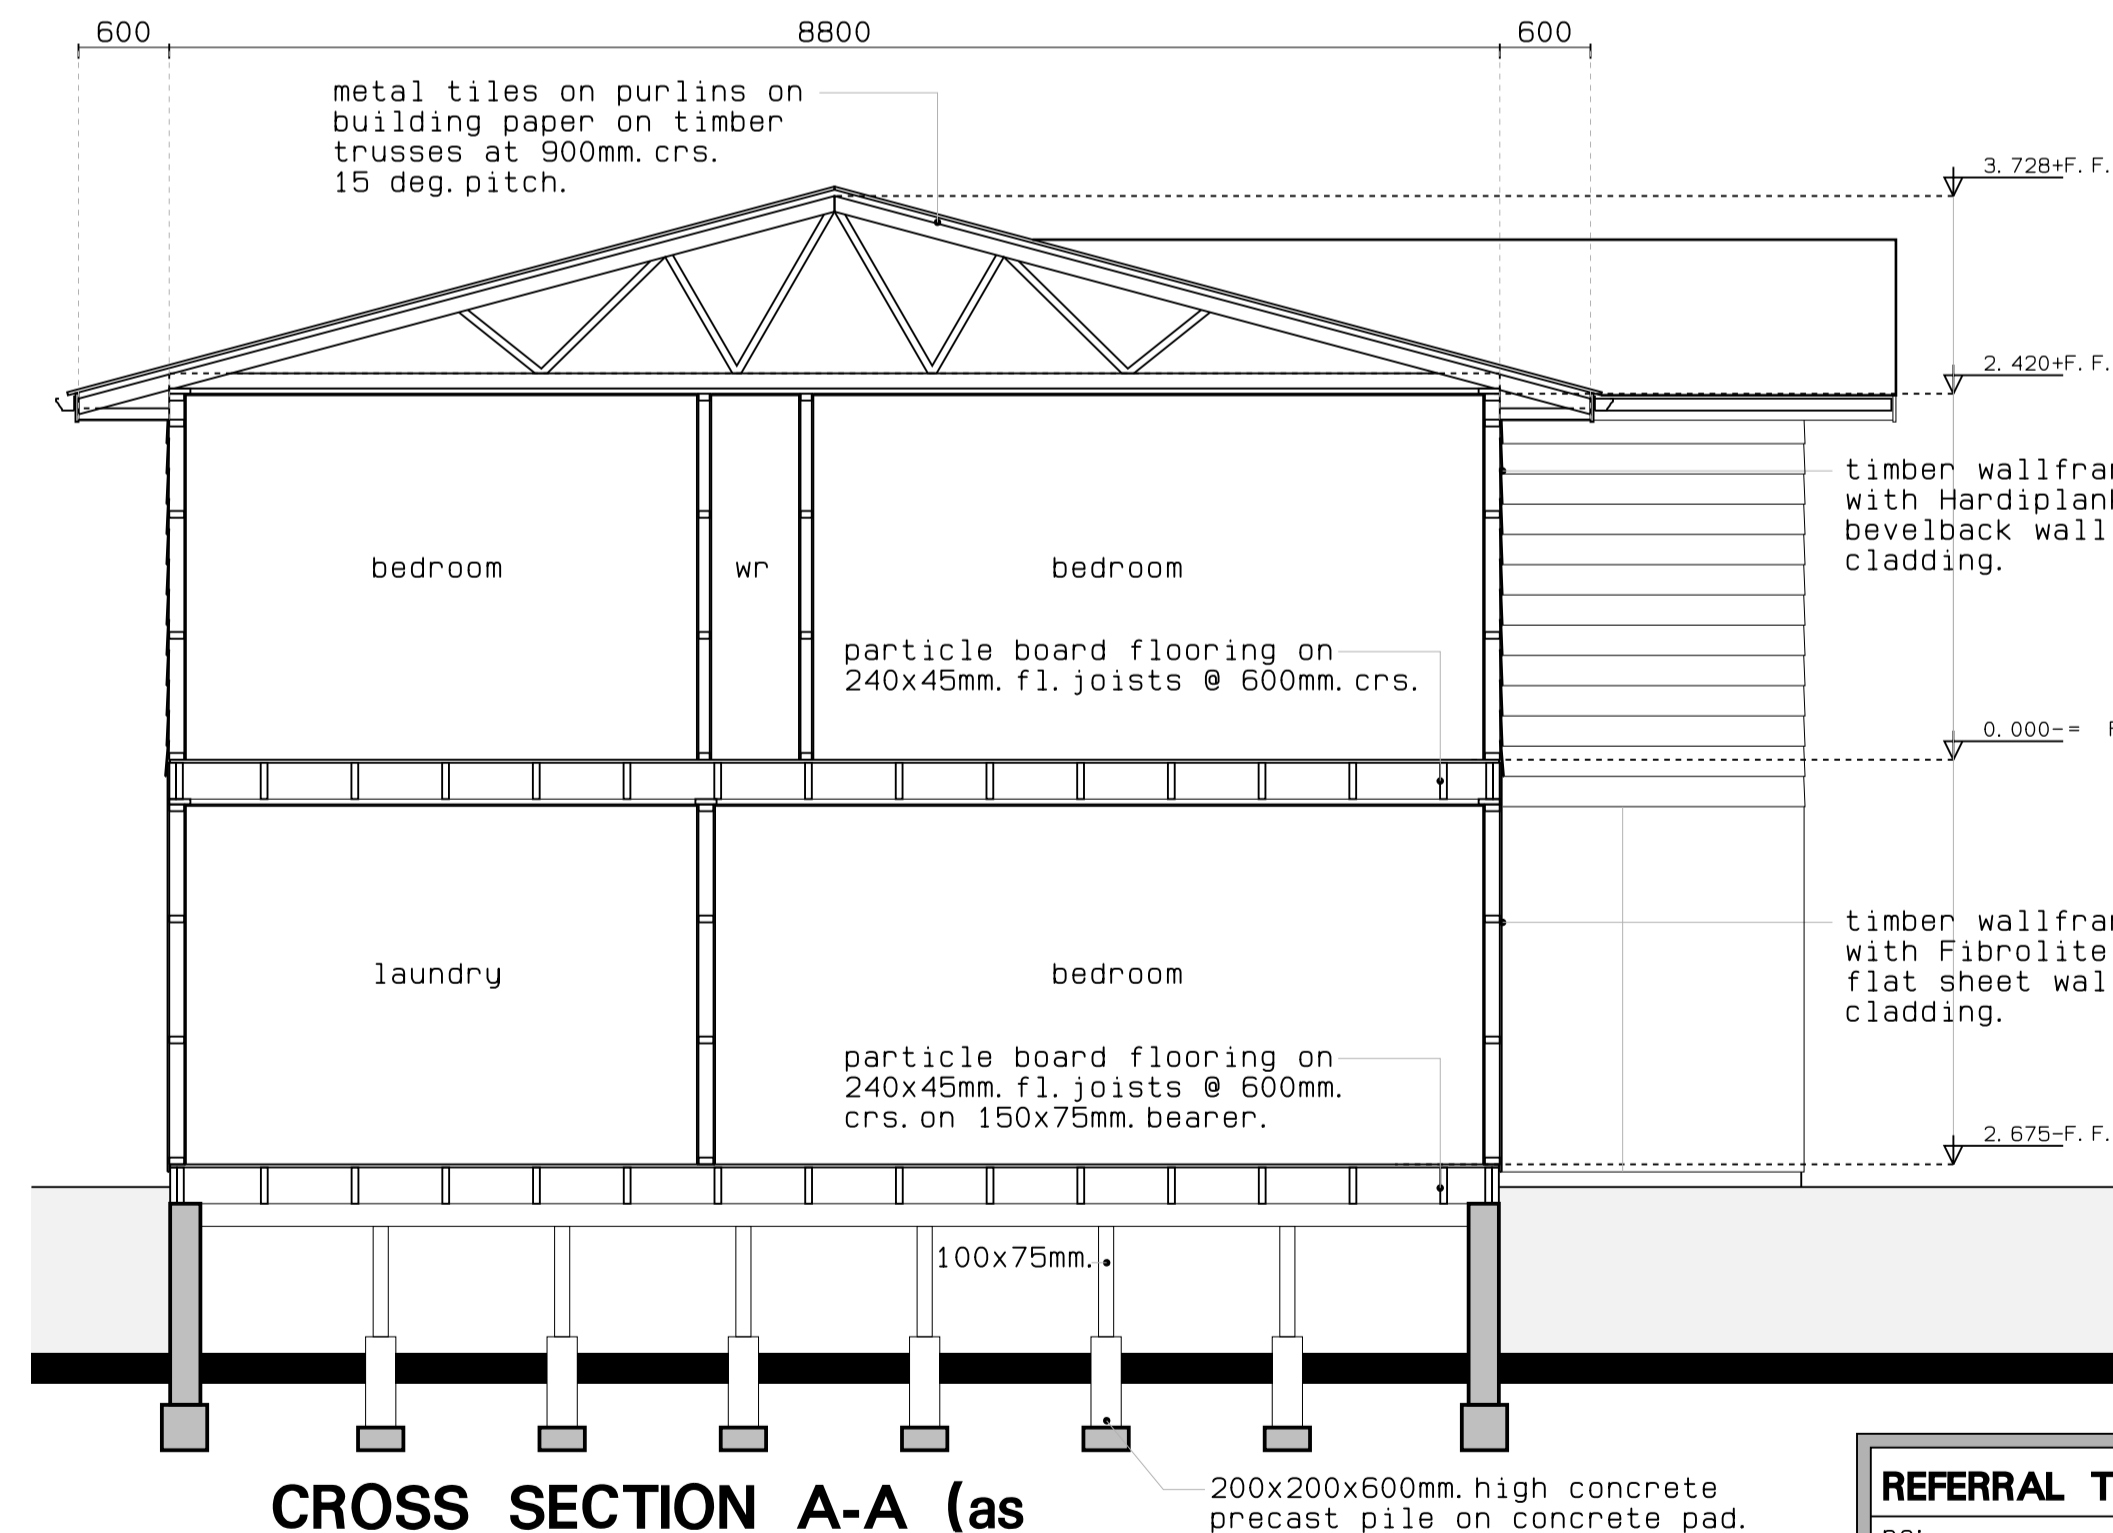 600
8800
600
metal tiles on purlins on
building paper on timber
trusses at 900mm. crs.
15 deg. pitch.
3. 728+F. F.
2. 420+F. F.
timber
with Hardiplank
bevelback wall
cladding.
bedroom
wr
bedroom
particle board flooring on
240x45mm. fl. joists @ 600mm. crs.
0. 000-=
timber
with Fibrolite
flat sheet
cladding.
laundry
bedroom
particle board flooring on
240x45mm. fl. joists @ 600mm.
crs. on 150x75mm. bearer.
2. 675-F. F.
100x75mm.
200x200x600mm. high concrete
precast pile on concrete pad.
CROSS SECTION A-A (as
REFERRAL